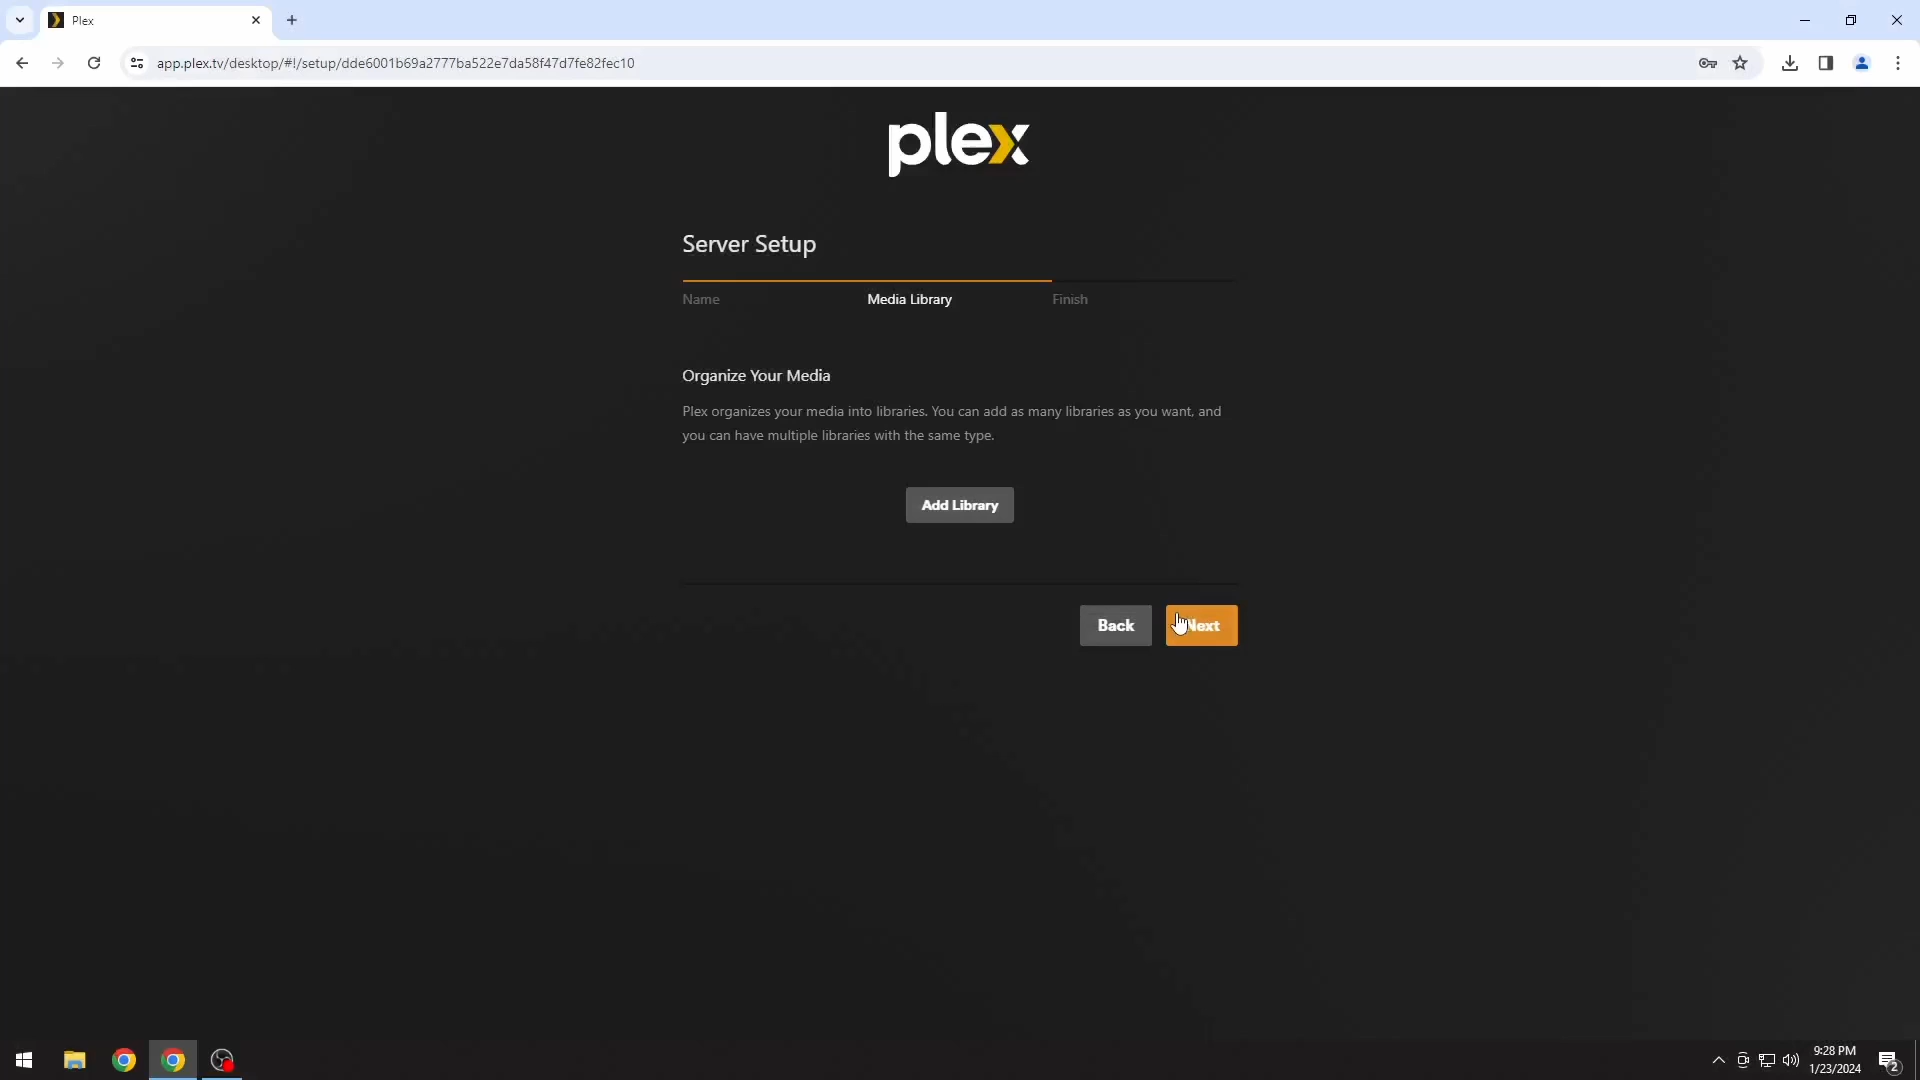 Plex
app.plex.tv/desktop/#!/setup/dde6001b69a2777ba522e7da58f47d7fe82fec10
plex
Server Setup
Name
Media Library
Finish
Organize Your Media
Plex organizes your media into libraries. You can add as many libraries as you want, and
you can have multiple libraries with the same type.
Add Library
Back
Next
9:28 PM
1/23/2024
2